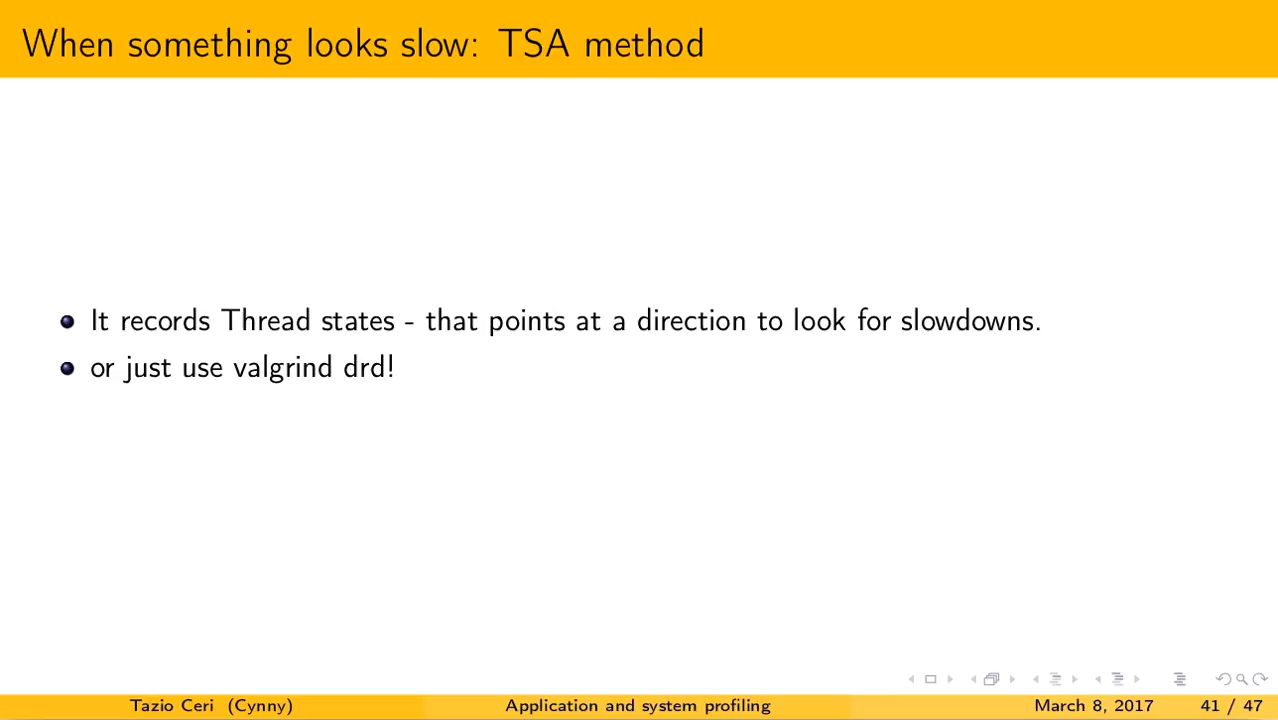 When something looks slow: TSA method
It records Thread states - that points at a direction to look for slowdowns.
or just use valgrind drd!
Tazio Ceri (Cynny) Application and system profiling March 8, 2017 41 / 47